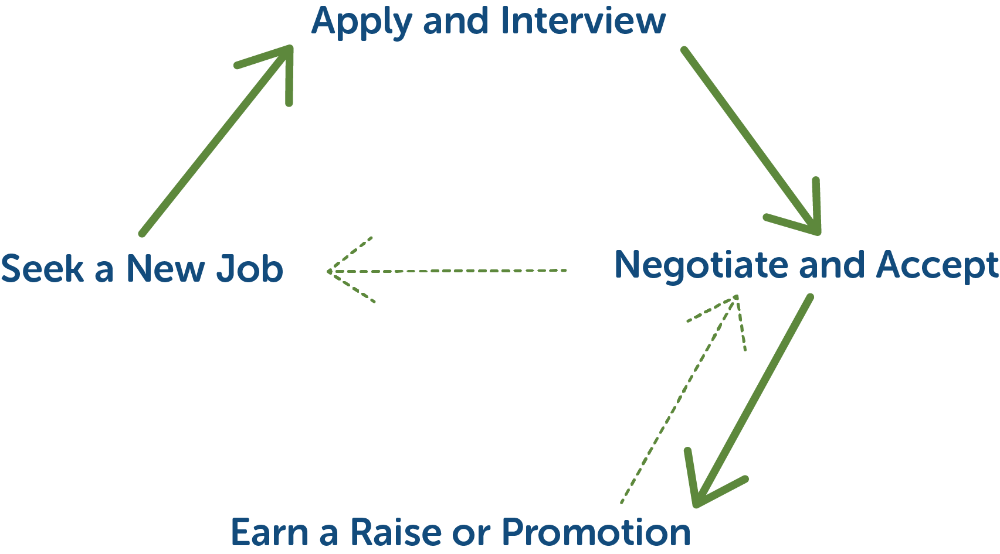 Apply and Interview
Seek a New Job
Negotiate and Accept
Earn a Raise or Promotion